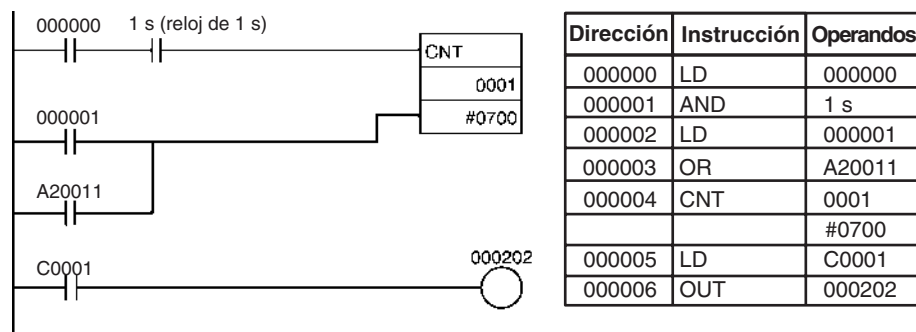 000000 1 s (reloj de 1 s)
CNT
0001
#0700
000001
A20011
C0001
000202
Dirección Instrucción Operandos
000000 LD 000000
000001 AND 1 s
000002 LD 000001
000003 OR A20011
000004 CNT 0001
#0700
000005 LD C0001
000006 OUT 000202